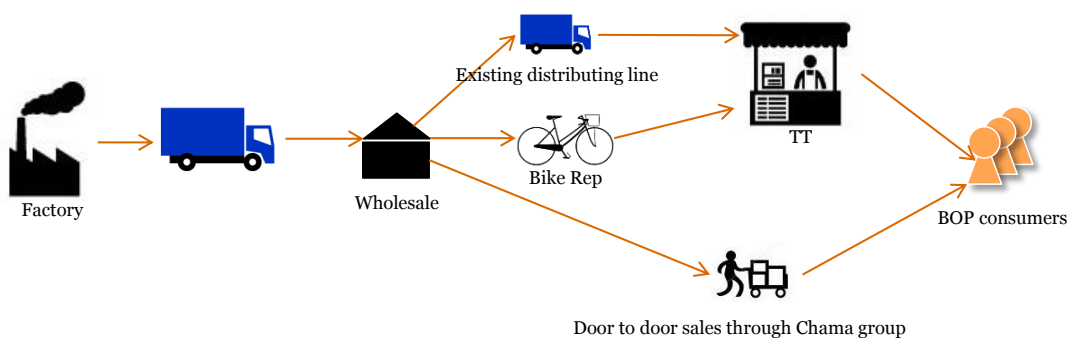 Existing distributing line
TT
Bike Rep
Factory
Wholesale
BOP consumers
Door to door sales through Chama group